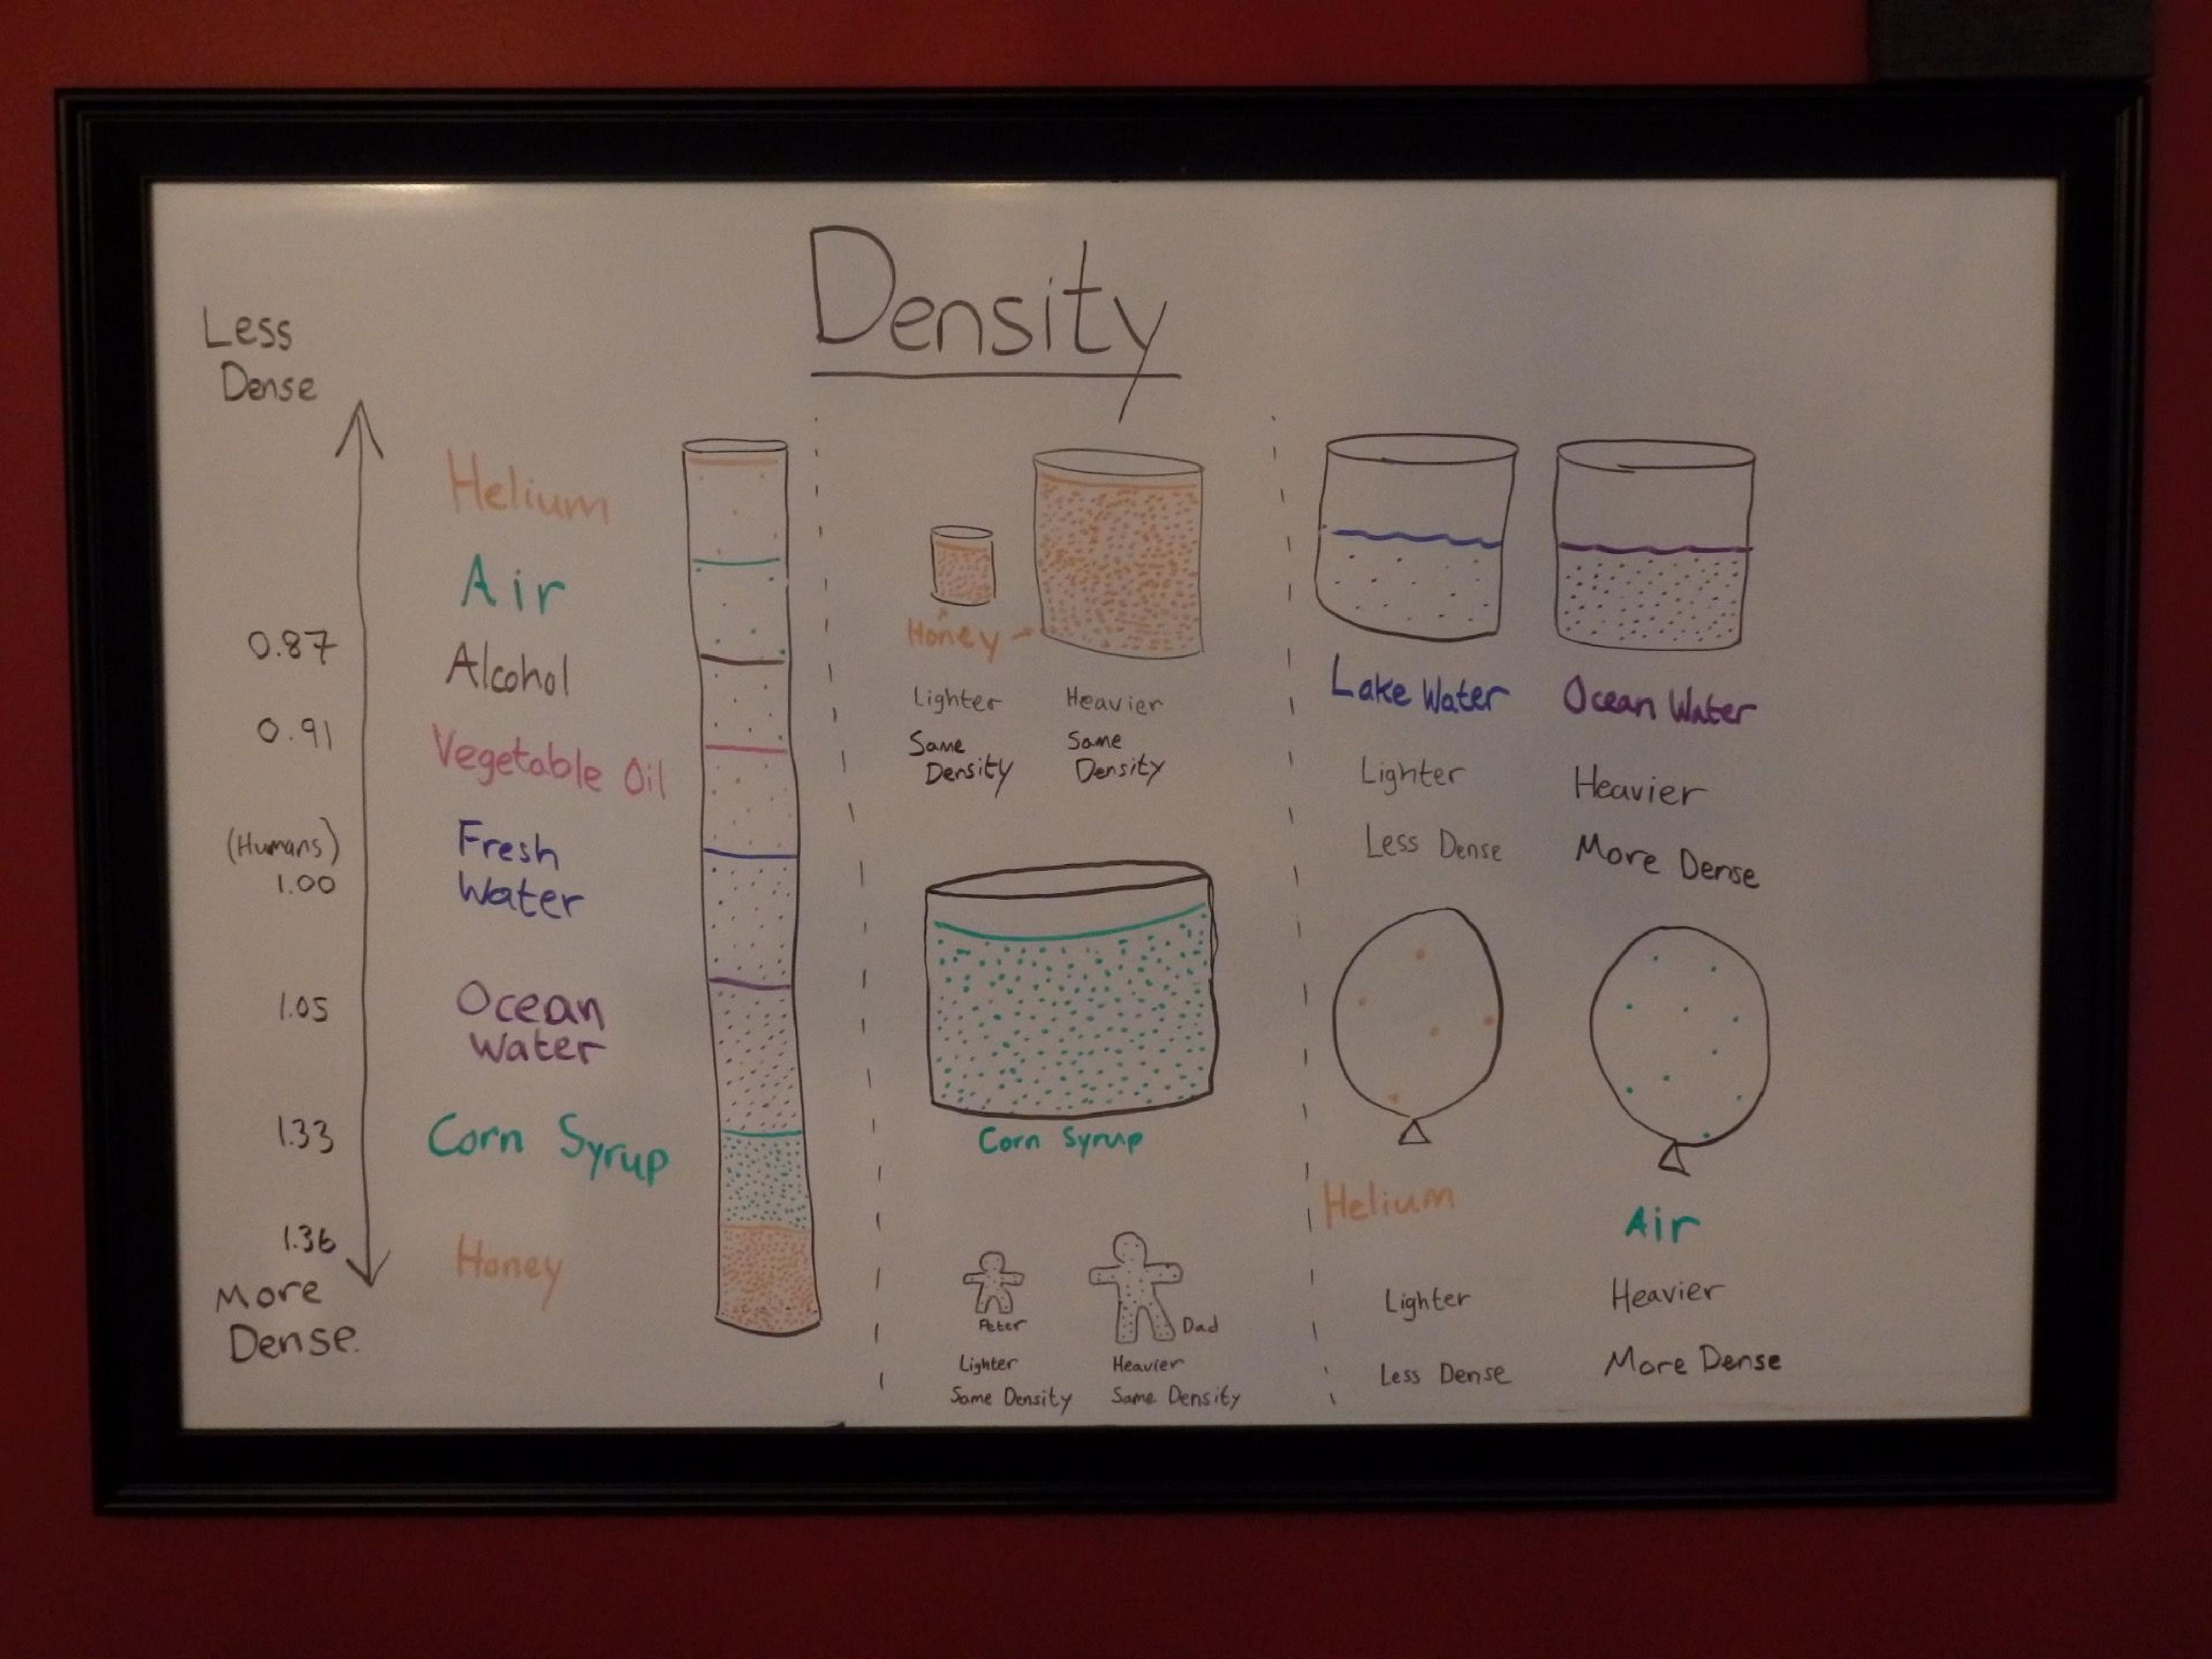 Density
Less
Dense
0.87
0.91
(Humans)
1.00
1.05
1.33
1.36
More
Dense.
Helium
Air
Alcohol
Vegetable Oil
Fresh
Water
Ocean
Water
Corn Syrup
Honey
Honey
Lighter Heavier
Same Same
Density Density
Corn Syrup
Peter Dad
Lighter Heavier
Same Density Same Density
Lake Water Ocean Water
Lighter Heavier
Less Dense More Dense
Helium Air
Lighter Heavier
Less Dense More Dense